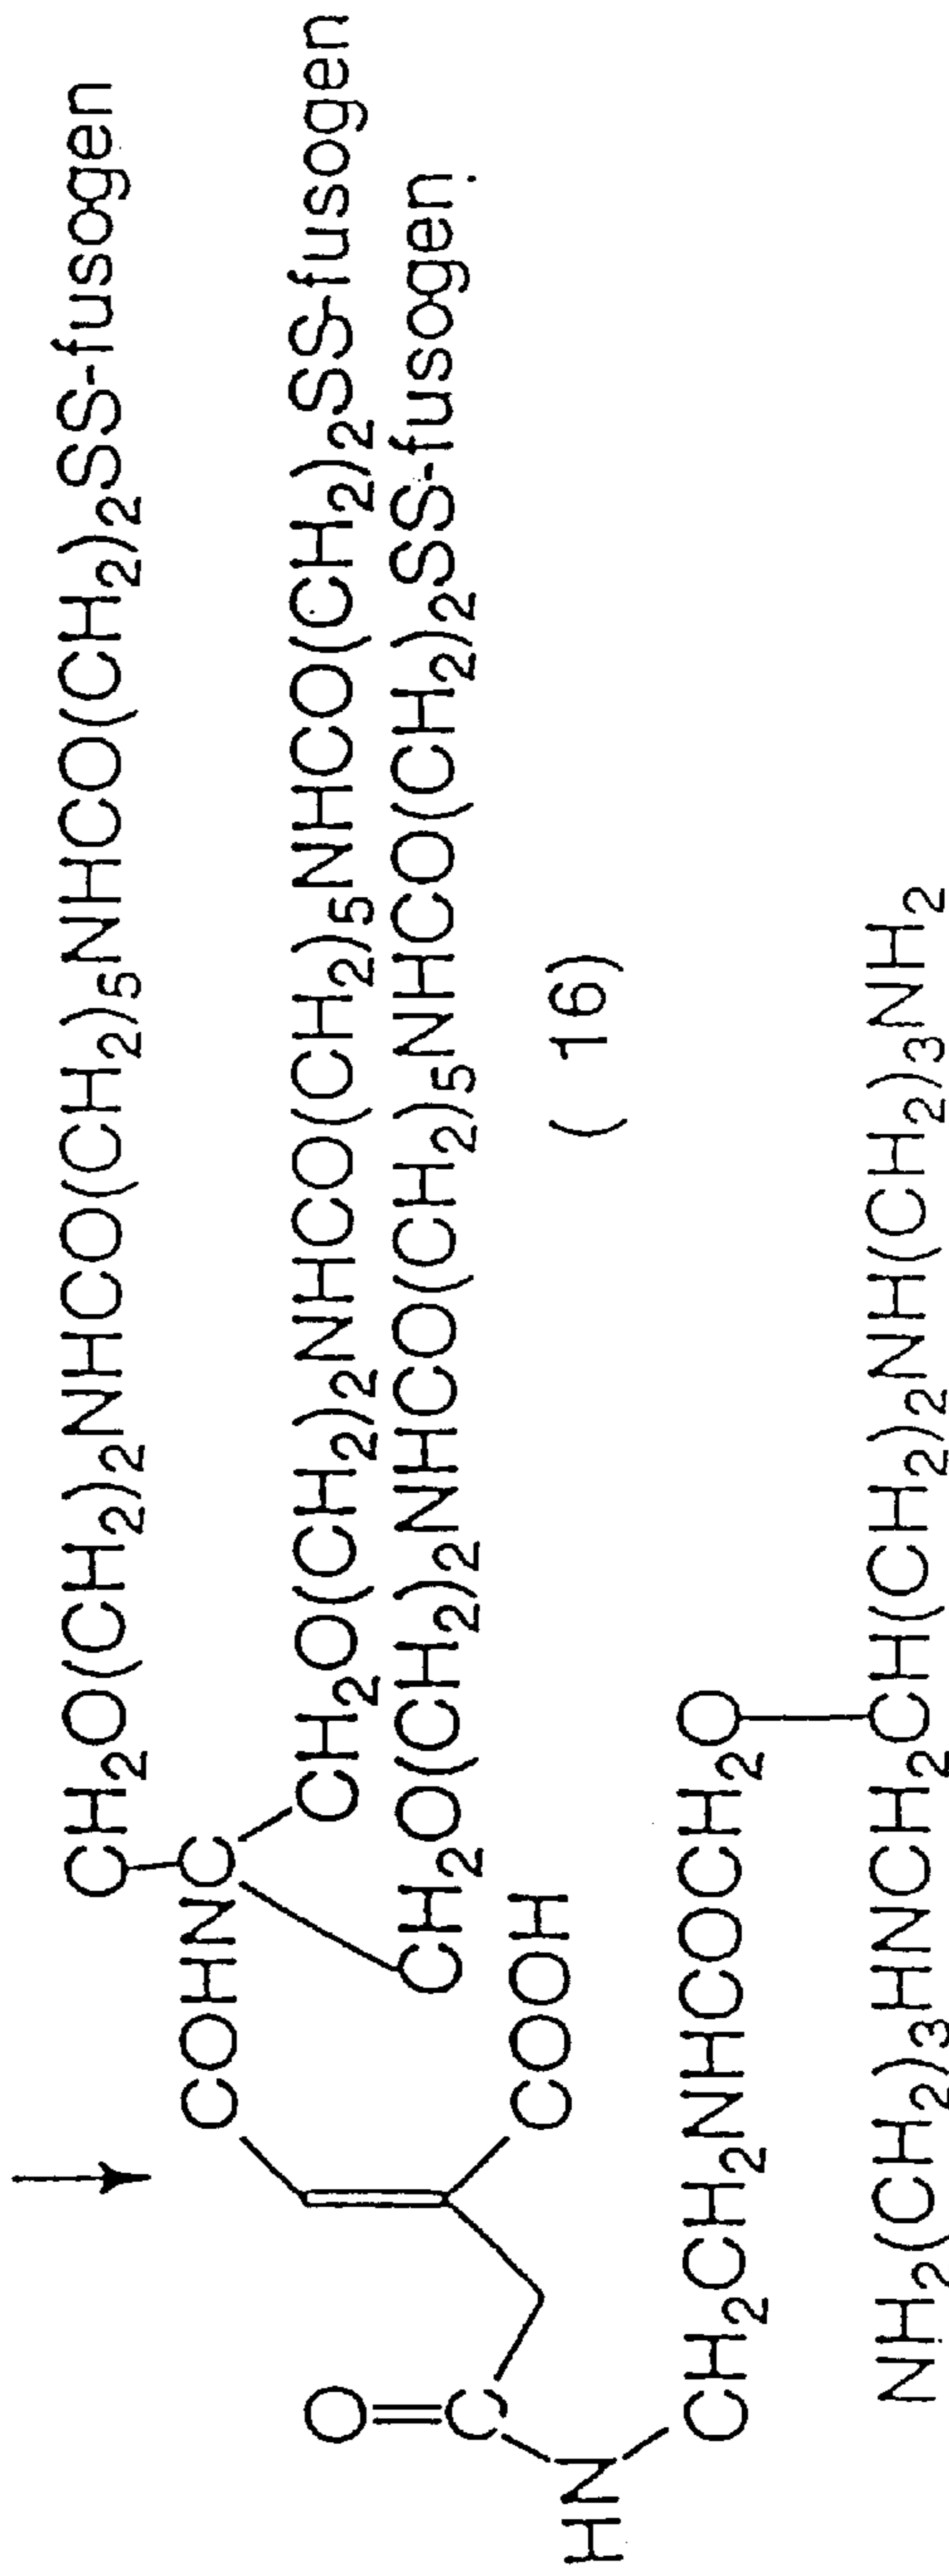 CH₂O(CH₂)₂NHCO(CH₂)₅NHCO(CH₂)₂SS-fusogen
COHNC
CH₂O(CH₂)₂NHCO(CH₂)₅NHCO(CH₂)₂SS-fusogen
CH₂O(CH₂)₂NHCO(CH₂)₅NHCO(CH₂)₂SS-fusogen
COOH
O
C
HN
( 16)
CH₂CH₂NHCOCH₂O
NH₂(CH₂)₃HNCH₂CH(CH₂)₂NH(CH₂)₃NH₂